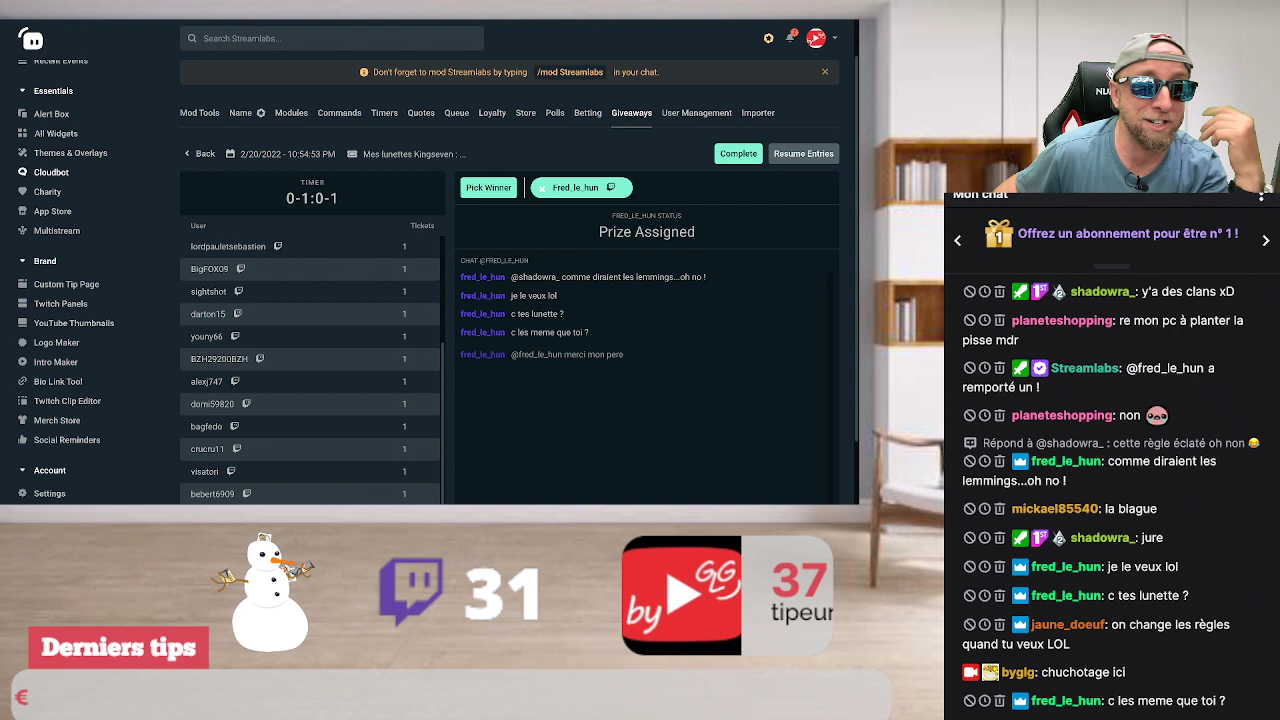 Search Streamlabs...
7
Don't forget to mod Streamlabs by typing /mod Streamlabs in your chat.
Recent Events
Essentials
Alert Box
All Widgets
Themes & Overlays
Cloudbot
Charity
App Store
Multistream
Brand
Custom Tip Page
Twitch Panels
YouTube Thumbnails
Logo Maker
Intro Maker
Bio Link Tool
Twitch Clip Editor
Merch Store
Social Reminders
Account
Settings
Mod Tools Name Modules Commands Timers Quotes Queue Loyalty Store Polls Betting Giveaways User Management Importer
Back 2/20/2022 - 10:54:53 PM Mes lunettes Kingseven : ...
Complete Resume Entries
TIMER
0-1:0-1
User Tickets
lordpauletsebastien 1
BigFOX09 1
sightshot 1
darton15 1
youny66 1
BZH29200BZH 1
alexj747 1
domi59820 1
bagfedo 1
crucru11 1
visatori 1
bebert6909 1
Pick Winner Fred_le_hun
FRED_LE_HUN STATUS
Prize Assigned
CHAT @FRED_LE_HUN
fred_le_hun @shadowra_ comme diraient les lemmings...oh no !
fred_le_hun je le veux lol
fred_le_hun c tes lunette ?
fred_le_hun c les meme que toi ?
fred_le_hun @fred_le_hun merci mon pere
Mon chat
1 Offrez un abonnement pour être n° 1 !
1ST 2 shadowra_: y'a des clans xD
planeteshopping: re mon pc à planter la
pisse mdr
Streamlabs: @fred_le_hun a
remporté un !
planeteshopping: non
Répond à @shadowra_ : cette règle éclaté oh non 😂
fred_le_hun: comme diraient les
lemmings...oh no !
mickael85540: la blague
1ST 2 shadowra_: jure
fred_le_hun: je le veux lol
fred_le_hun: c tes lunette ?
jaune_doeuf: on change les règles
quand tu veux LOL
byglg: chuchotage ici
fred_le_hun: c les meme que toi ?
31
by GLG
37
tipeur
Derniers tips
€